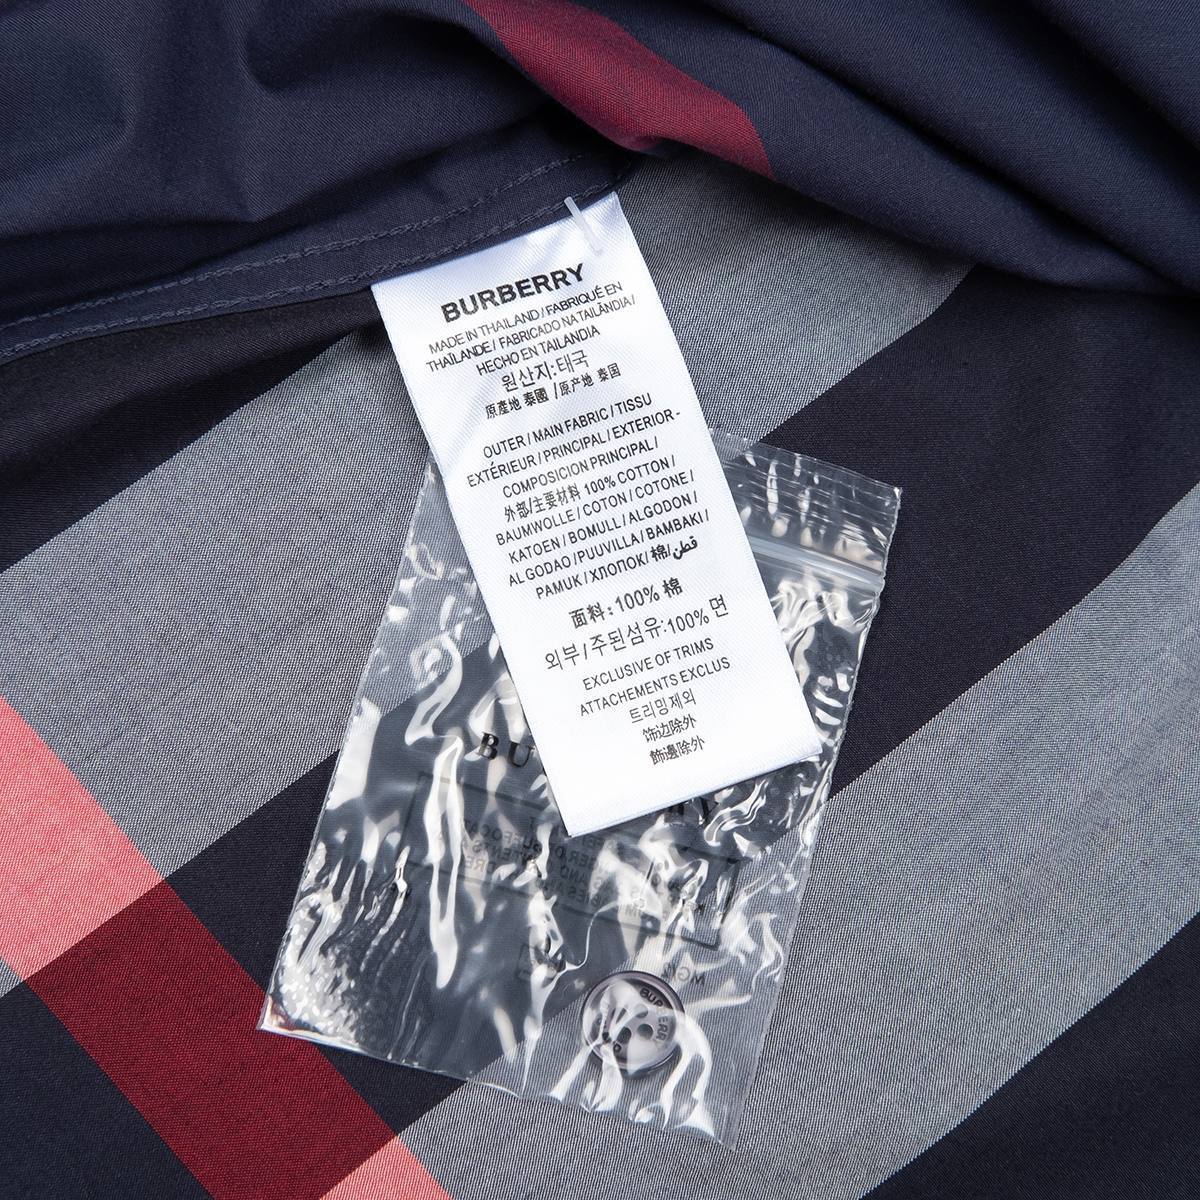 BURBERRY
MADE IN THAILAND / FABRIQUÉ EN
THAÏLANDE / FABRICADO NA TAILÂNDIA /
HECHO EN TAILANDIA
원산지:태국
原產地 泰國 / 原产地 泰国
OUTER / MAIN FABRIC / TISSU
EXTÉRIEUR / PRINCIPAL / EXTERIOR -
COMPOSICION PRINCIPAL /
外部/主要材料 100% COTTON /
BAUMWOLLE / COTON / COTONE /
KATOEN / BOMULL / ALGODON /
ALGODAO / PUUVILLA / BAMBAKI /
PAMUK / ХЛОПОК/ 棉/قطن
面料: 100% 棉
외부 / 주된섬유:100% 면
EXCLUSIVE OF TRIMS
ATTACHEMENTS EXCLUS
트리밍제외
饰边除外
飾邊除外
BU RY
BURBERRY